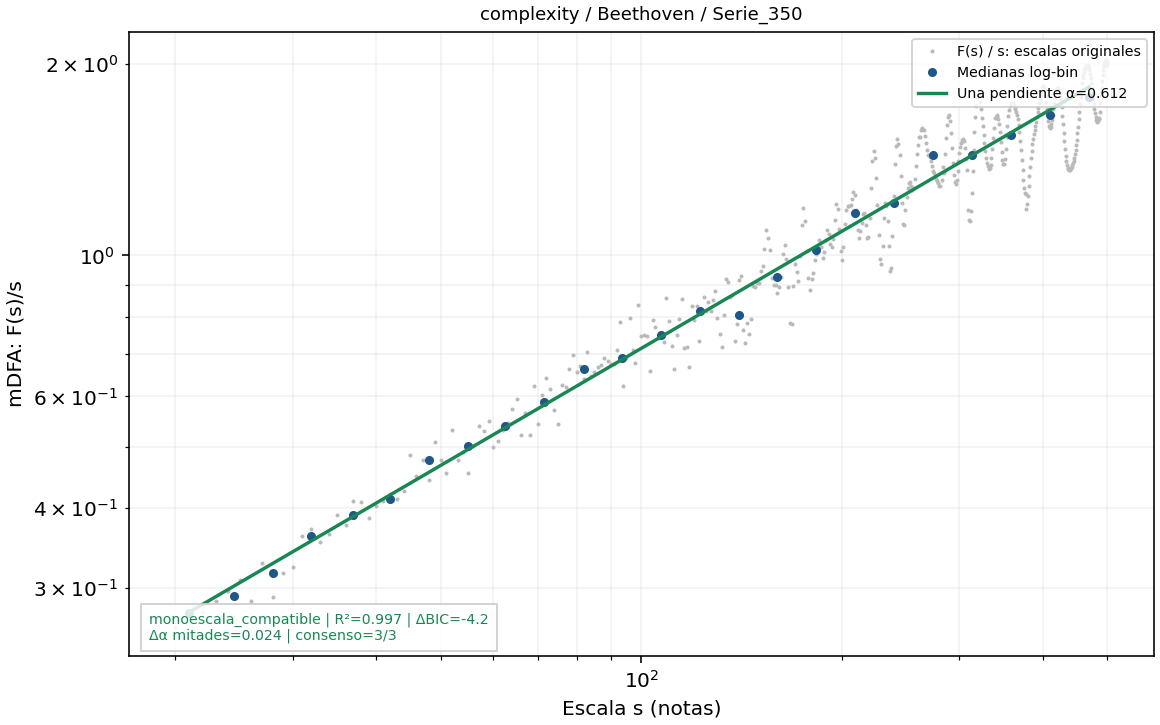 complexity / Beethoven / Serie_350
F(s) / s: escalas originales
Medianas log-bin
Una pendiente α=0.612
2 × 10⁰
10⁰
6 × 10⁻¹
4 × 10⁻¹
3 × 10⁻¹
mDFA: F(s)/s
monoescala_compatible | R²=0.997 | ΔBIC=-4.2
Δα mitades=0.024 | consenso=3/3
10²
Escala s (notas)